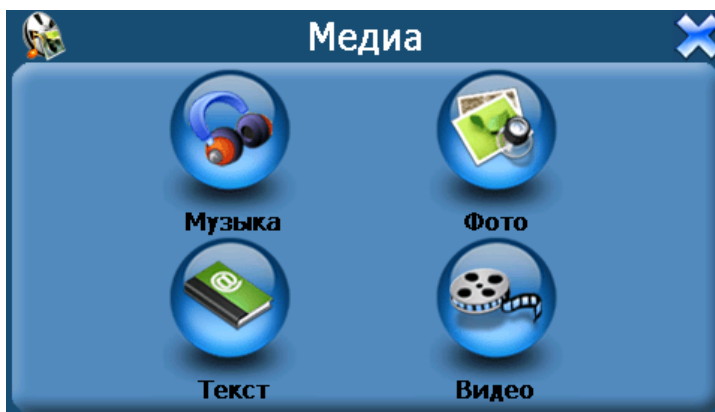 Медиа
Музыка
Фото
@
Текст
Видео